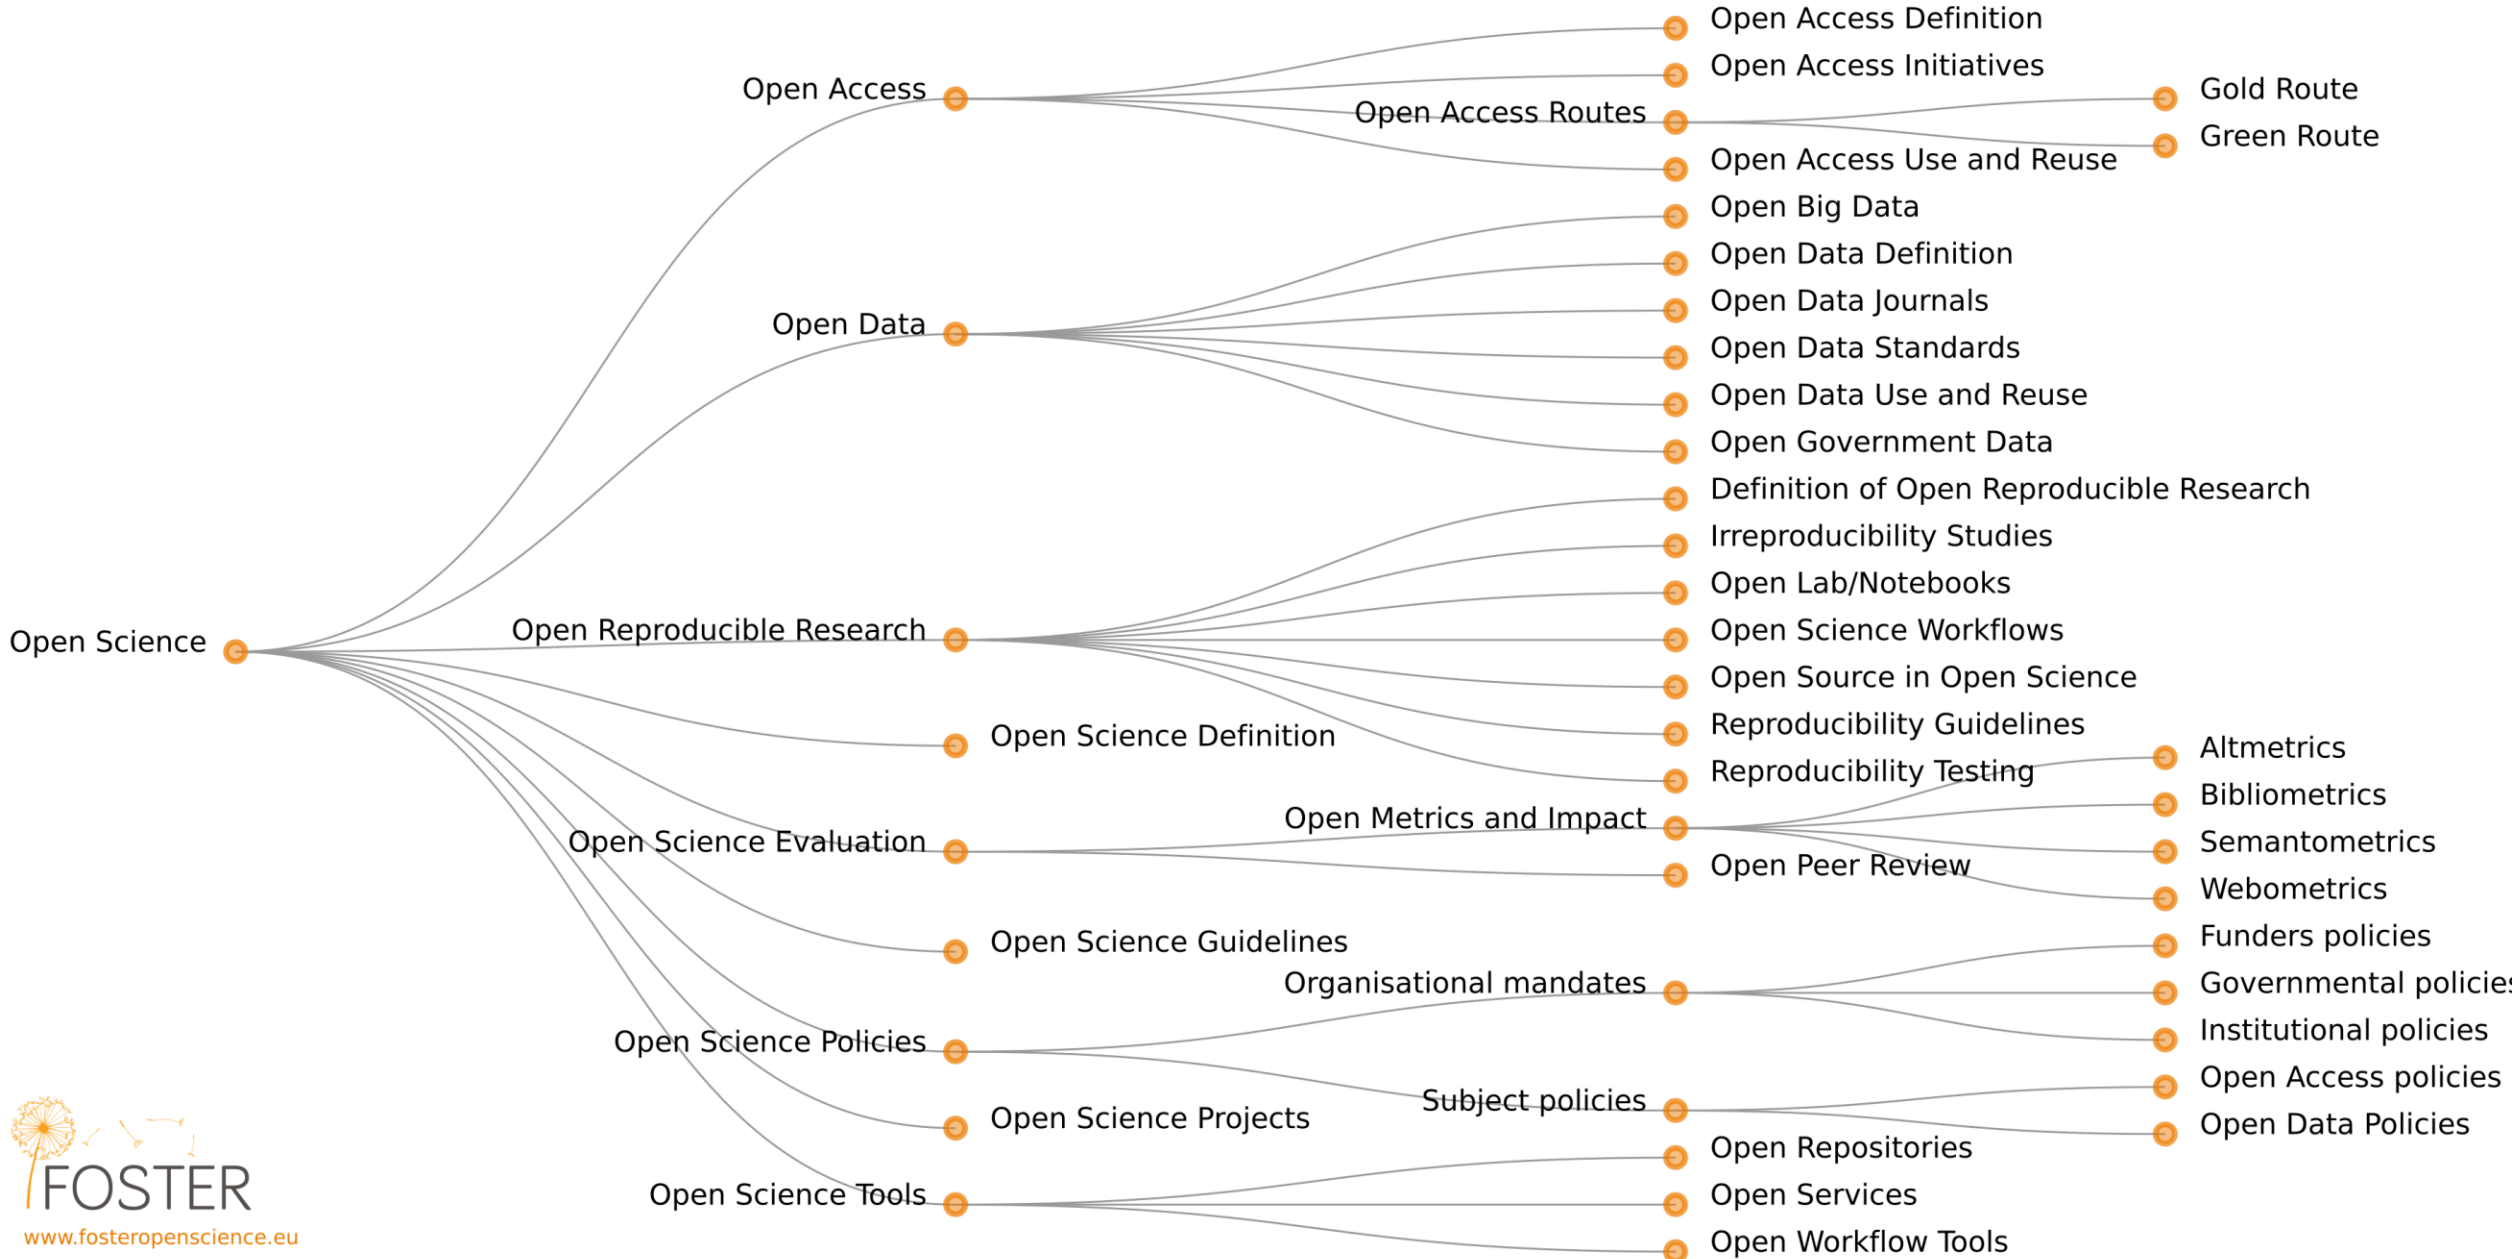 Open Science
Open Access
Open Access Definition
Open Access Initiatives
Open Access Routes
Gold Route
Green Route
Open Access Use and Reuse
Open Data
Open Big Data
Open Data Definition
Open Data Journals
Open Data Standards
Open Data Use and Reuse
Open Government Data
Open Reproducible Research
Definition of Open Reproducible Research
Irreproducibility Studies
Open Lab/Notebooks
Open Science Workflows
Open Source in Open Science
Reproducibility Guidelines
Reproducibility Testing
Open Science Definition
Open Science Evaluation
Open Metrics and Impact
Altmetrics
Bibliometrics
Semantometrics
Webometrics
Open Peer Review
Open Science Guidelines
Open Science Policies
Organisational mandates
Funders policies
Governmental policies
Institutional policies
Subject policies
Open Access policies
Open Data Policies
Open Science Projects
Open Science Tools
Open Repositories
Open Services
Open Workflow Tools
FOSTER
www.fosteropenscience.eu